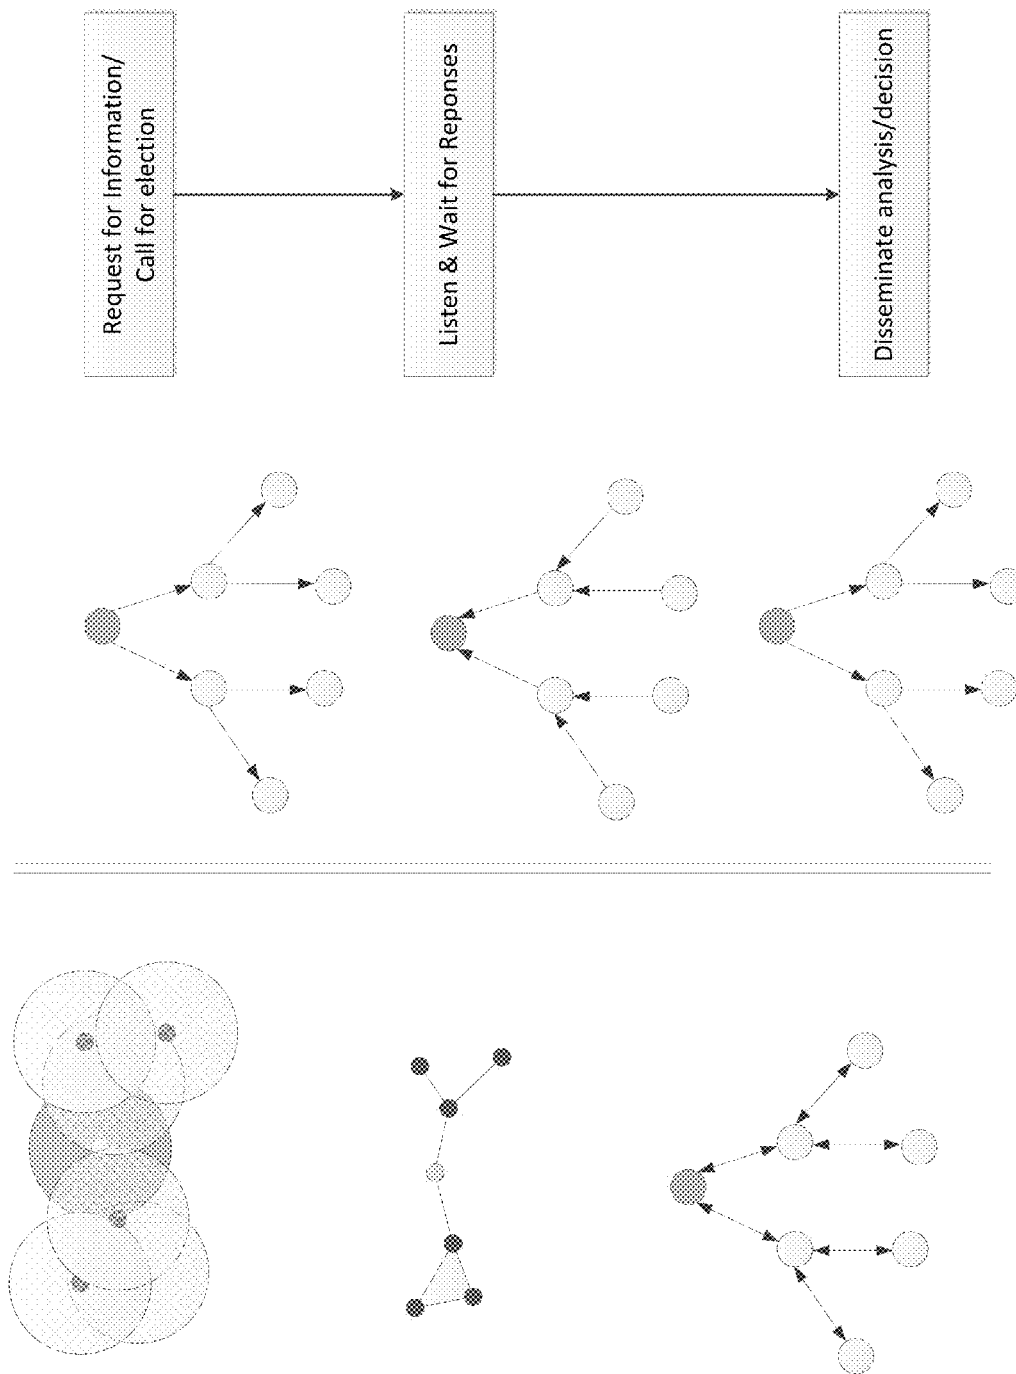 Request for Information/
Call for election
Listen & Wait for Reponses
Disseminate analysis/decision